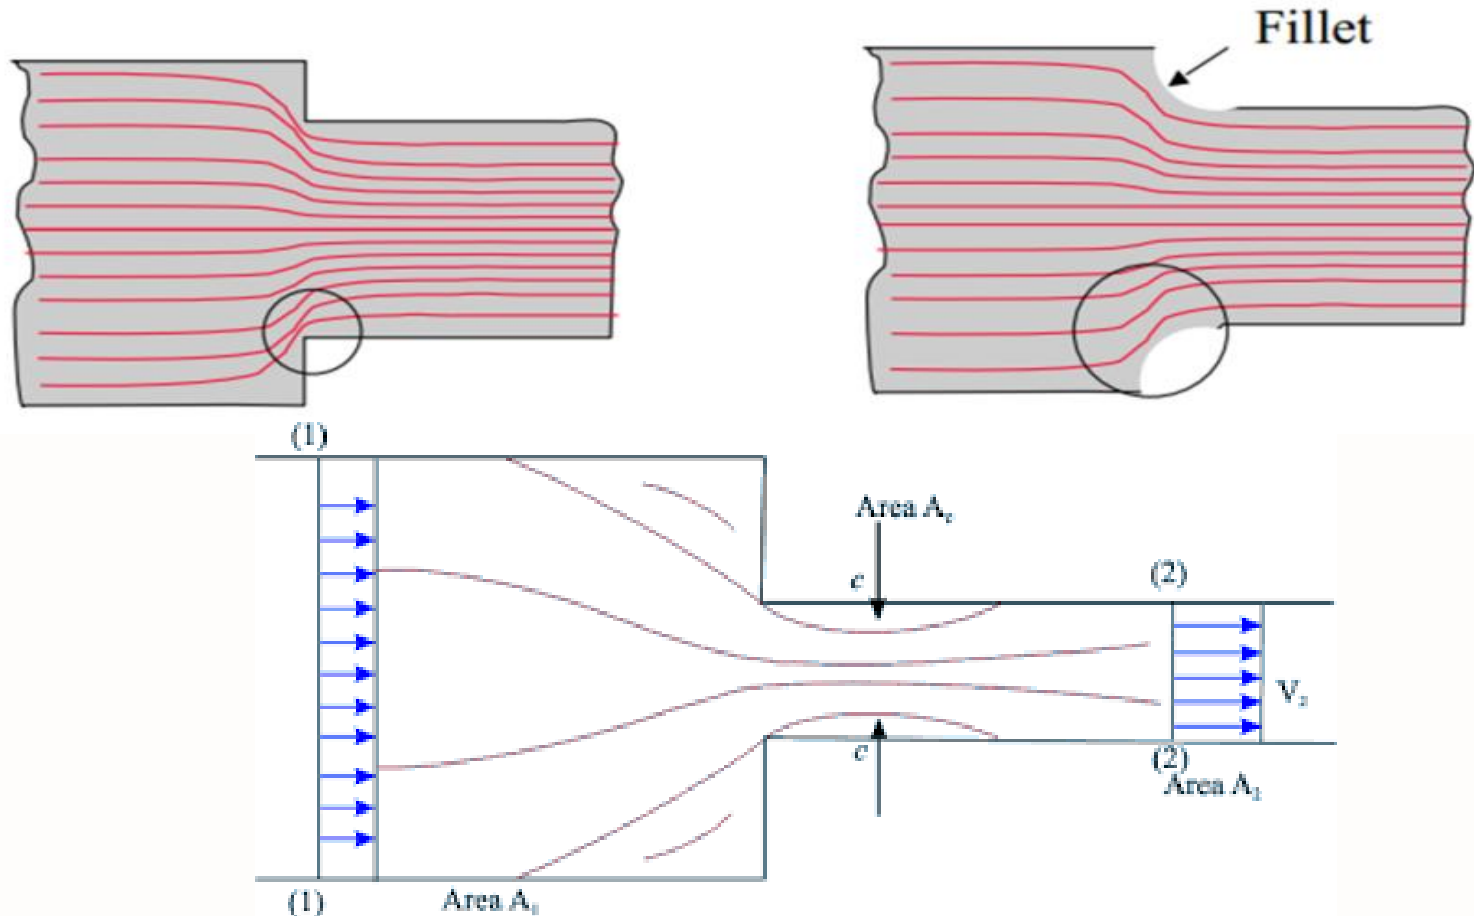 Fillet
(1)
Area A꜀
c
(2)
V₂
c
(2)
Area A₂
(1)
Area A₁